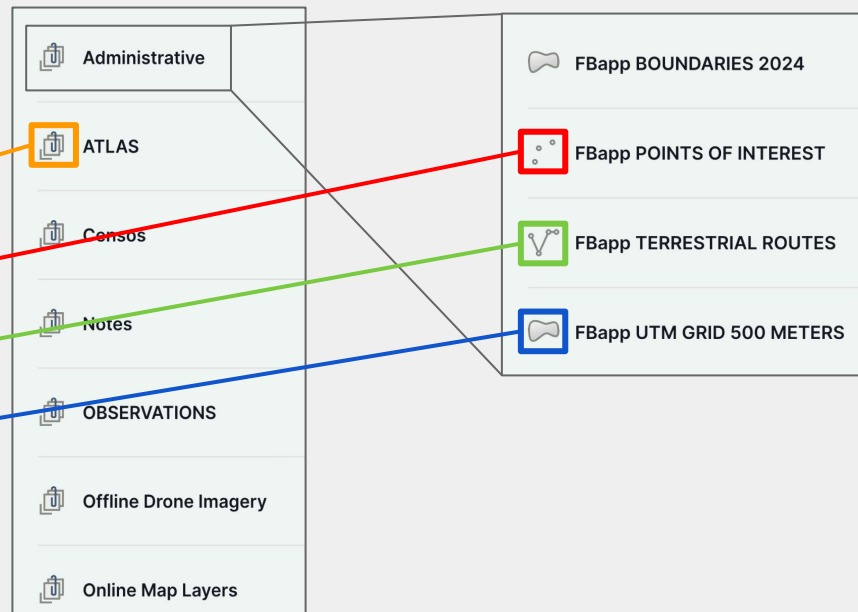 Administrative
ATLAS
Censos
Notes
OBSERVATIONS
Offline Drone Imagery
Online Map Layers
FBapp BOUNDARIES 2024
FBapp POINTS OF INTEREST
FBapp TERRESTRIAL ROUTES
FBapp UTM GRID 500 METERS